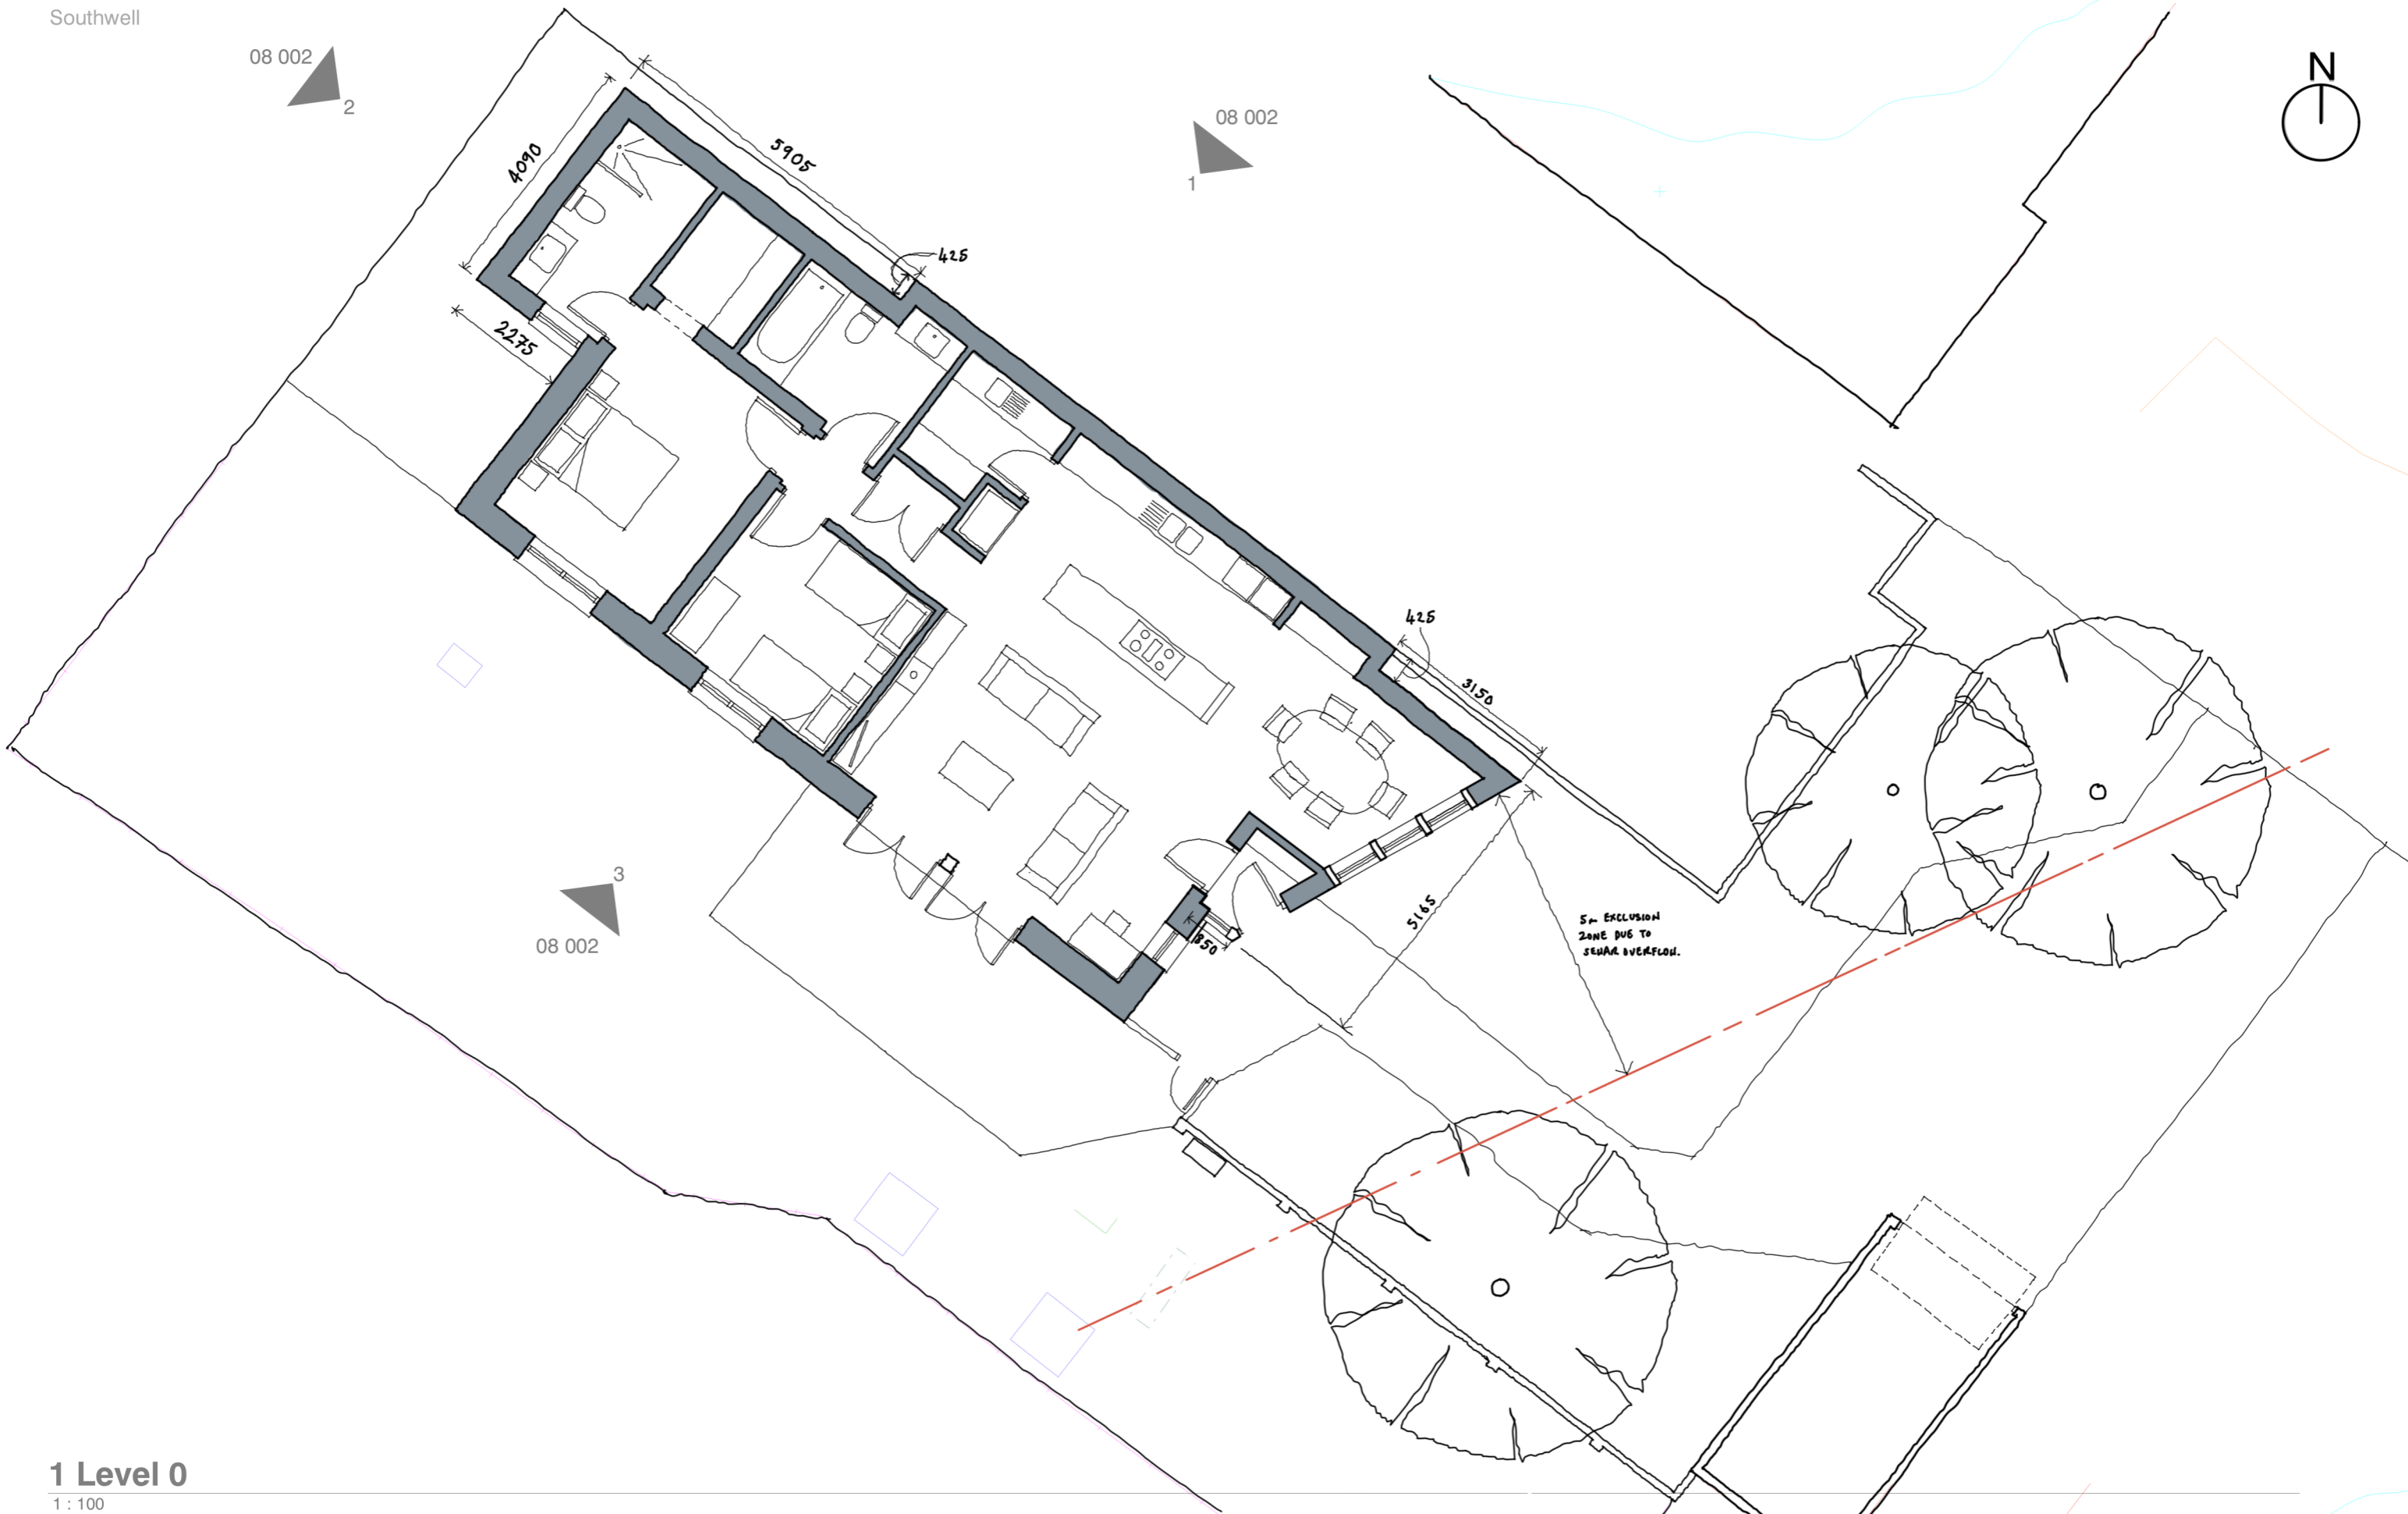 Southwell
08 002
2
08 002
1
N
4090
5905
425
2275
425
3150
5165
850
5m EXCLUSION
ZONE DUE TO
SEWAR OVERFLOW.
3
08 002
1 Level 0
1 : 100